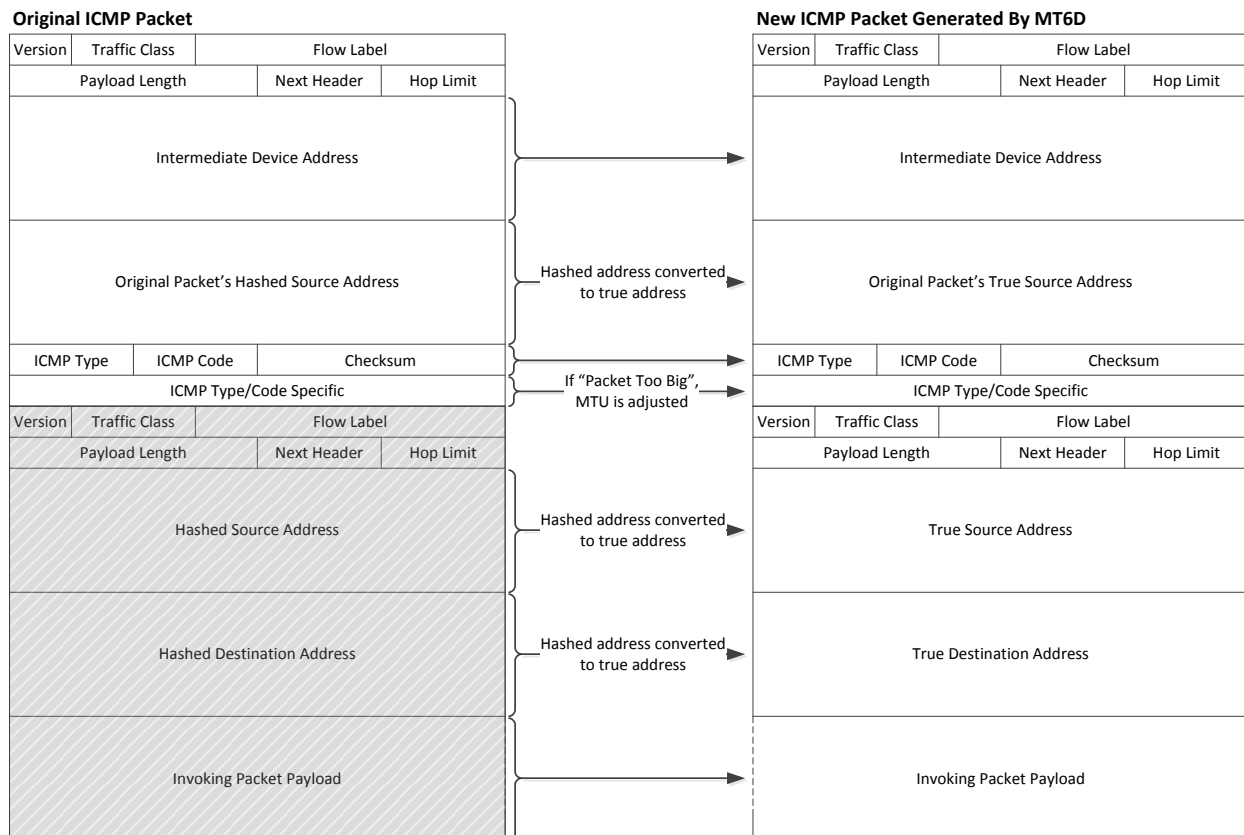 Original ICMP Packet
New ICMP Packet Generated By MT6D
Version Traffic Class Flow Label
Version Traffic Class Flow Label
Payload Length Next Header Hop Limit
Payload Length Next Header Hop Limit
Intermediate Device Address
Intermediate Device Address
Original Packet’s Hashed Source Address
Hashed address converted
to true address
Original Packet’s True Source Address
ICMP Type ICMP Code Checksum
ICMP Type ICMP Code Checksum
ICMP Type/Code Specific
If “Packet Too Big”,
MTU is adjusted
ICMP Type/Code Specific
Version Traffic Class Flow Label
Version Traffic Class Flow Label
Payload Length Next Header Hop Limit
Payload Length Next Header Hop Limit
Hashed Source Address
Hashed address converted
to true address
True Source Address
Hashed Destination Address
Hashed address converted
to true address
True Destination Address
Invoking Packet Payload
Invoking Packet Payload